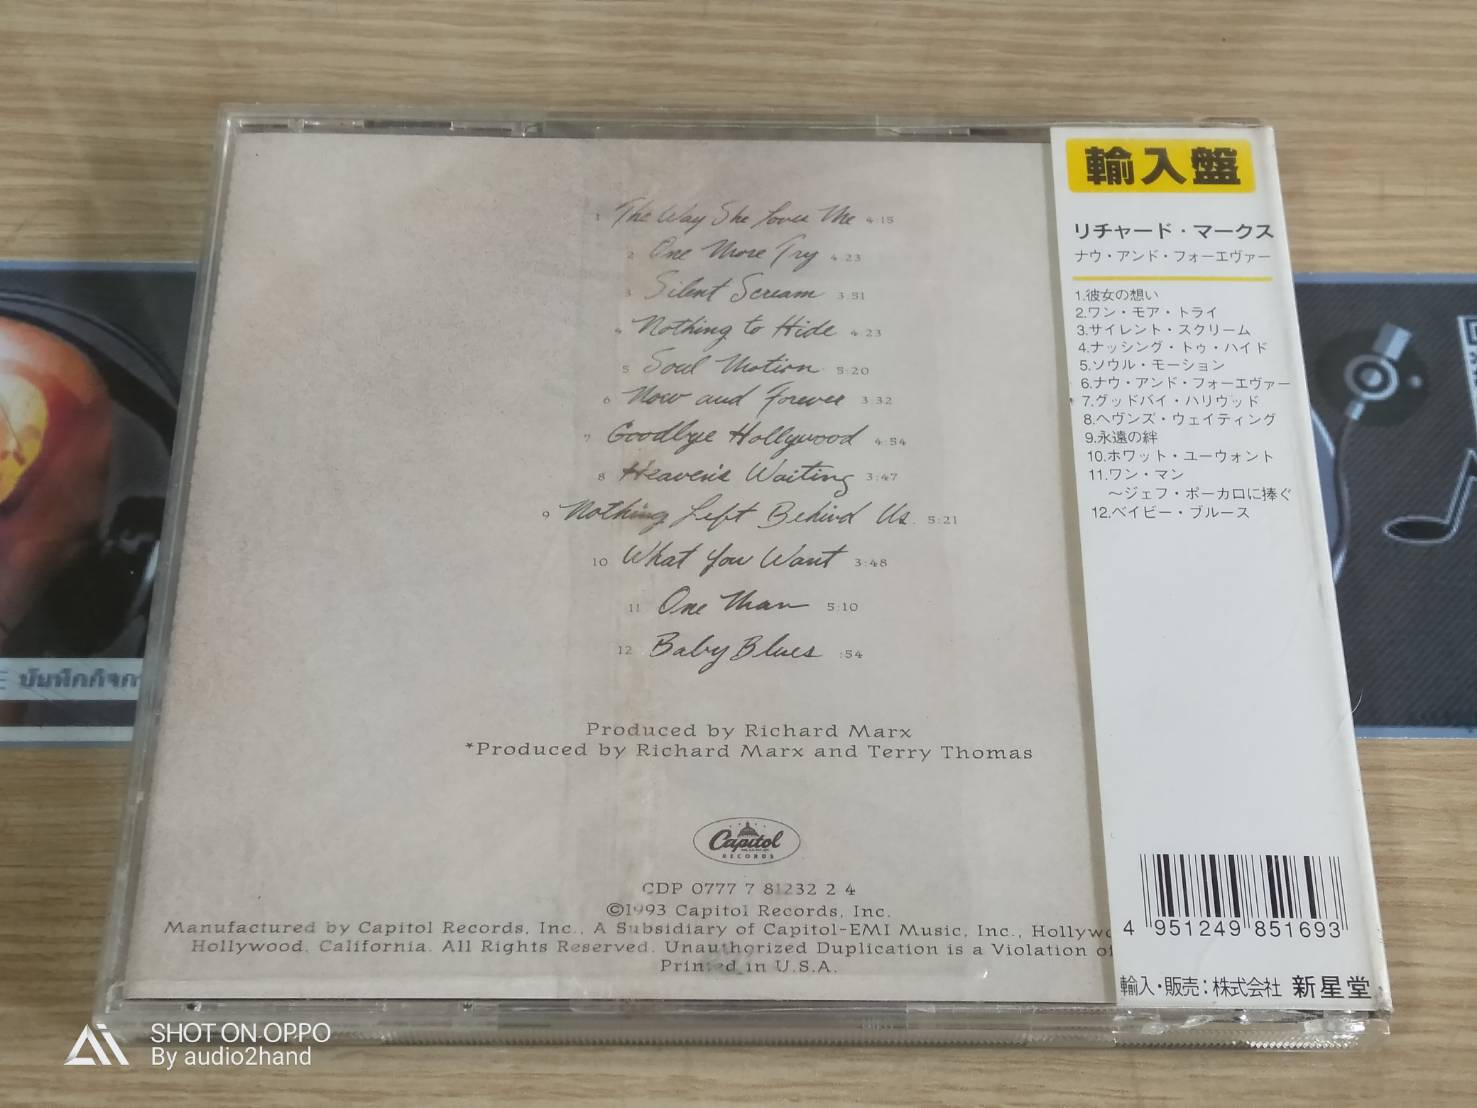 1 The Way She Loves Me 4:15
2 One More Try 4:23
3 Silent Scream 3:51
4 Nothing to Hide 4:23
5 Soul Motion 5:20
6 Now and Forever 3:32
7 Goodbye Hollywood 4:54
8 Heaven's Waiting 3:47
9 Nothing Left Behind Us 5:21
10 What You Want 3:48
11 One Man 5:10
12 Baby Blues :54
Produced by Richard Marx
*Produced by Richard Marx and Terry Thomas
Capitol
RECORDS
CDP 0777 7 81232 2 4
©1993 Capitol Records, Inc.
Manufactured by Capitol Records, Inc., A Subsidiary of Capitol-EMI Music, Inc., Hollywo
Hollywood, California. All Rights Reserved. Unauthorized Duplication is a Violation of
Printed in U.S.A.
輸入盤
リチャード・マークス
ナウ・アンド・フォーエヴァー
1.彼女の想い
2.ワン・モア・トライ
3.サイレント・スクリーム
4.ナッシング・トゥ・ハイド
5.ソウル・モーション
6.ナウ・アンド・フォーエヴァー
7.グッドバイ・ハリウッド
8.ヘヴンズ・ウェイティング
9.永遠の絆
10.ホワット・ユーウォント
11.ワン・マン
～ジェフ・ポーカロに捧ぐ
12.ベイビー・ブルース
4 951249 851693
輸入・販売：株式会社 新星堂
บันทึกกิจกา
SHOT ON OPPO
By audio2hand